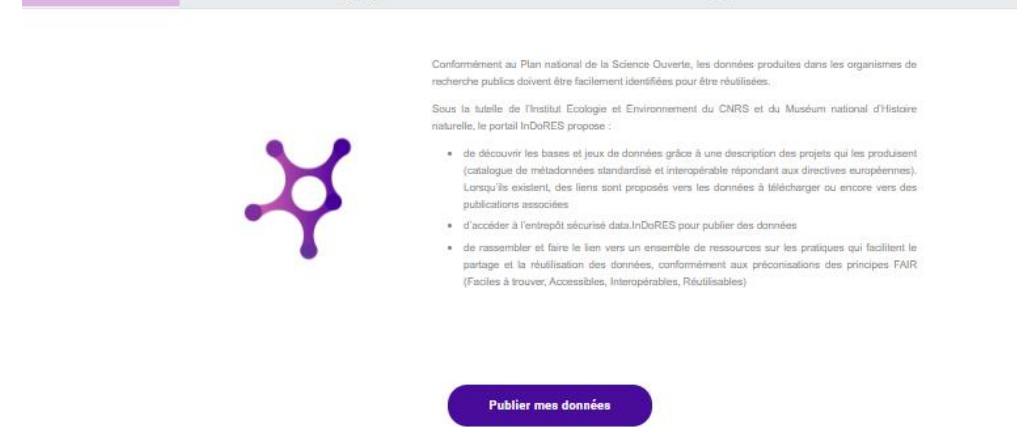 Conformément au Plan national de la Science Ouverte, les données produites dans les organismes de
recherche publics doivent être facilement identifiées pour être réutilisées.
Sous la tutelle de l'Institut Ecologie et Environnement du CNRS et du Muséum national d'Histoire
naturelle, le portail InDoRES propose :
• de découvrir les bases et jeux de données grâce à une description des projets qui les produisent
(catalogue de métadonnées standardisé et interopérable répondant aux directives européennes).
Lorsqu'ils existent, des liens sont proposés vers les données à télécharger ou encore vers des
publications associées
• d'accéder à l'entrepôt sécurisé data.InDoRES pour publier des données
• de rassembler et faire le lien vers un ensemble de ressources sur les pratiques qui facilitent le
partage et la réutilisation des données, conformément aux préconisations des principes FAIR
(Faciles à trouver, Accessibles, Interopérables, Réutilisables)
Publier mes données